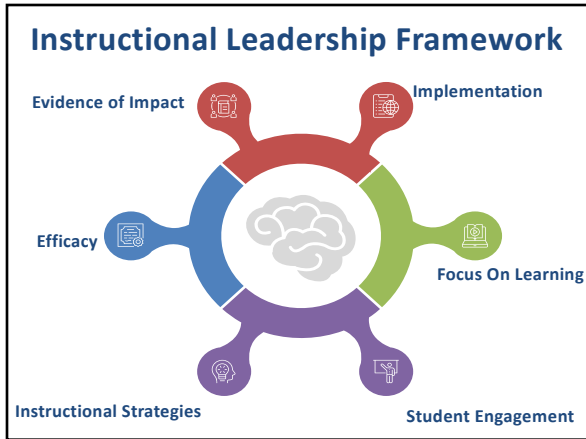 Instructional Leadership Framework
Evidence of Impact
Implementation
Efficacy
Focus On Learning
Instructional Strategies
Student Engagement